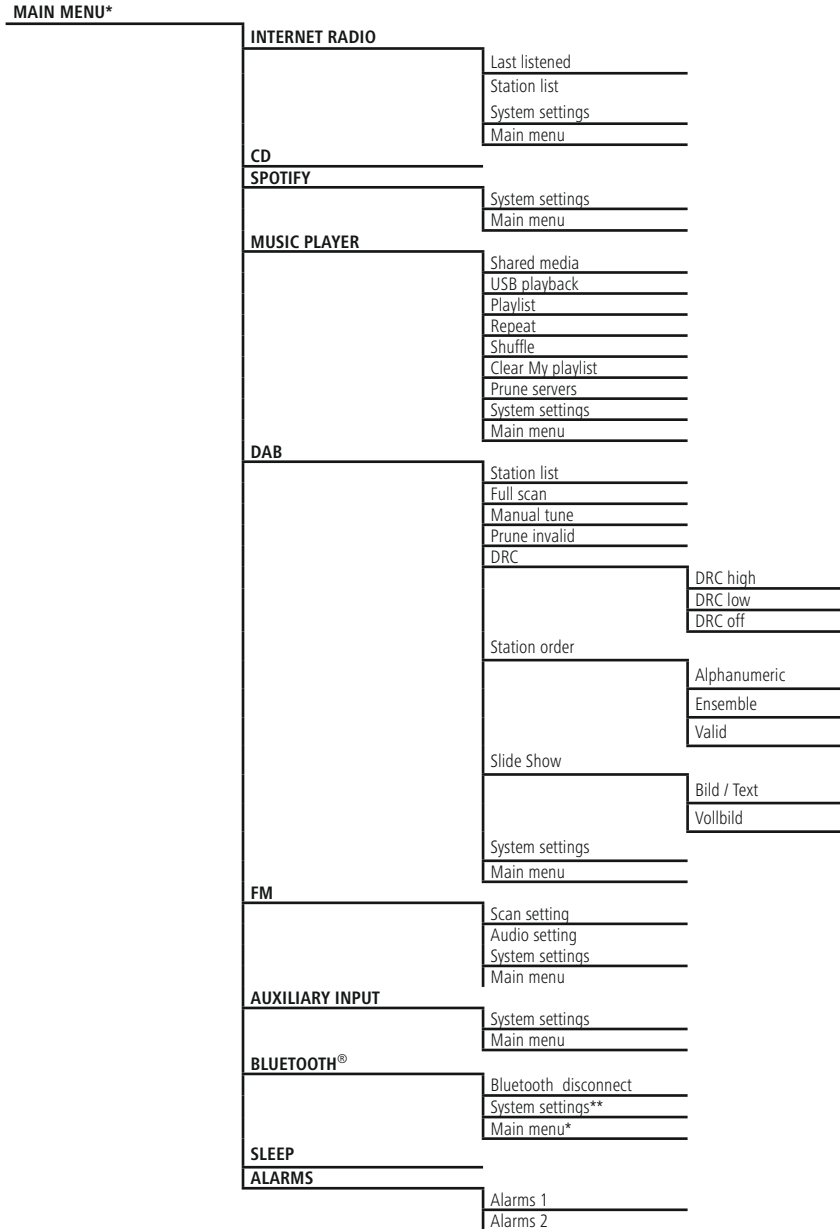 MAIN MENU*
INTERNET RADIO
Last listened
Station list
System settings
Main menu
CD
SPOTIFY
System settings
Main menu
MUSIC PLAYER
Shared media
USB playback
Playlist
Repeat
Shuffle
Clear My playlist
Prune servers
System settings
Main menu
DAB
Station list
Full scan
Manual tune
Prune invalid
DRC
DRC high
DRC low
DRC off
Station order
Alphanumeric
Ensemble
Valid
Slide Show
Bild / Text
Vollbild
System settings
Main menu
FM
Scan setting
Audio setting
System settings
Main menu
AUXILIARY INPUT
System settings
Main menu
BLUETOOTH®
Bluetooth disconnect
System settings**
Main menu*
SLEEP
ALARMS
Alarms 1
Alarms 2